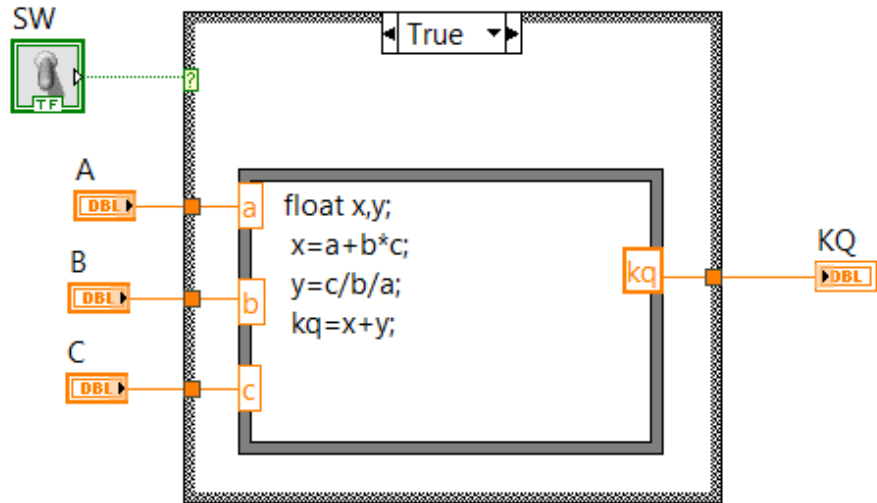 SW
True
?
TF
A
DBL
a
float x,y;
x=a+b*c;
B
DBL
b
y=c/b/a;
kq=x+y;
kq
KQ
DBL
C
DBL
c